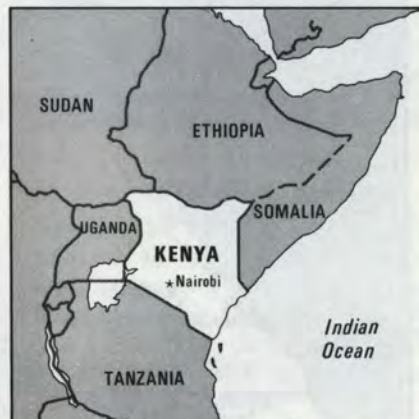 SUDAN
ETHIOPIA
SOMALIA
UGANDA
KENYA
Nairobi
Indian
Ocean
TANZANIA